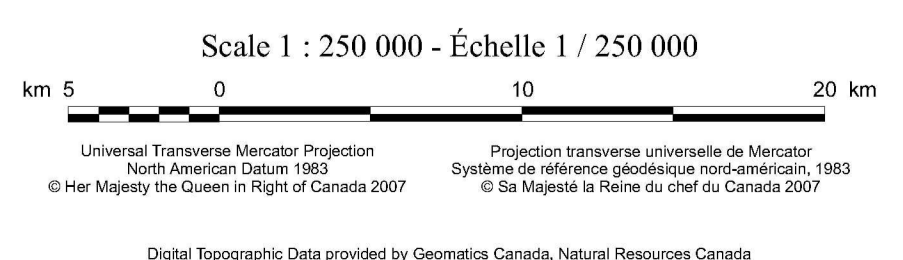 Scale 1 : 250 000 - Échelle 1 / 250 000
km 5 0 10 20 km
Universal Transverse Mercator Projection
North American Datum 1983
© Her Majesty the Queen in Right of Canada 2007
Projection transverse universelle de Mercator
Système de référence géodésique nord-américain, 1983
© Sa Majesté la Reine du chef du Canada 2007
Digital Topographic Data provided by Geomatics Canada, Natural Resources Canada